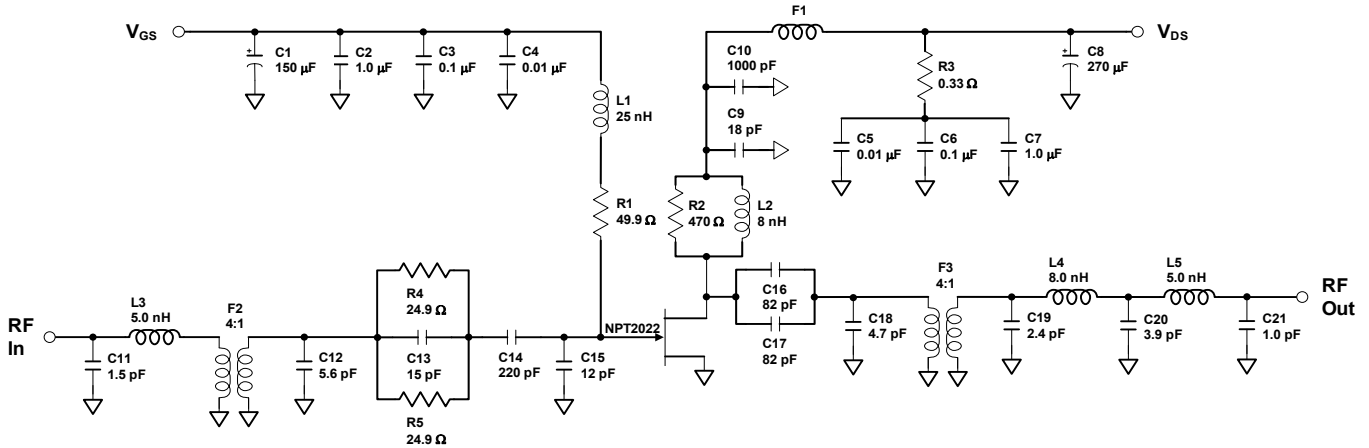 V_GS
+
C1
150 µF
C2
1.0 µF
C3
0.1 µF
C4
0.01 µF
L1
25 nH
R1
49.9 Ω
F1
V_DS
C10
1000 pF
C9
18 pF
R3
0.33 Ω
+
C8
270 µF
C5
0.01 µF
C6
0.1 µF
C7
1.0 µF
R2
470 Ω
L2
8 nH
RF
In
C11
1.5 pF
L3
5.0 nH
F2
4:1
C12
5.6 pF
R4
24.9 Ω
C13
15 pF
R5
24.9 Ω
C14
220 pF
C15
12 pF
NPT2022
C16
82 pF
C17
82 pF
C18
4.7 pF
F3
4:1
C19
2.4 pF
L4
8.0 nH
C20
3.9 pF
L5
5.0 nH
C21
1.0 pF
RF
Out